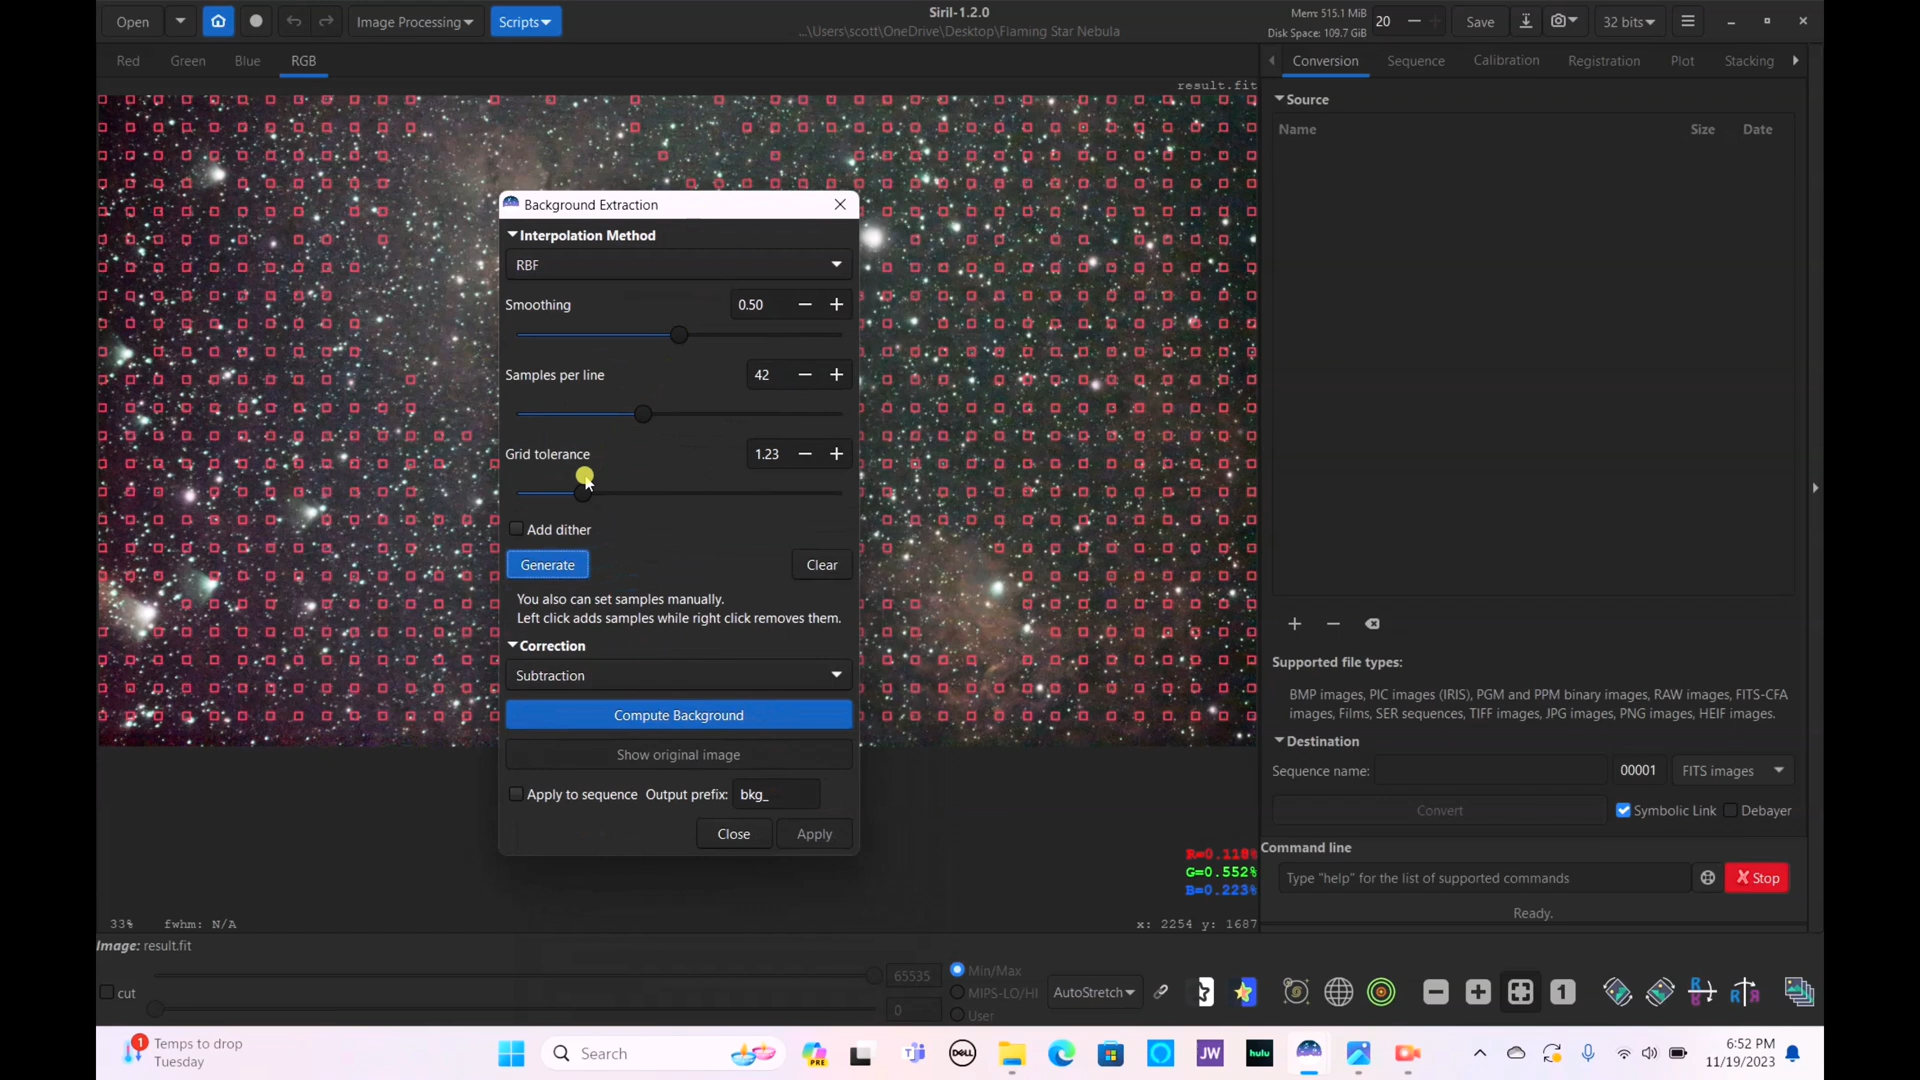 Open
Image Processing
Scripts
Siril-1.2.0
...\Users\scott\OneDrive\Desktop\Flaming Star Nebula
Mem: 515.1 MiB
Disk Space: 109.7 GiB
20
Save
32 bits
Red
Green
Blue
RGB
Conversion
Sequence
Calibration
Registration
Plot
Stacking
result.fit
Source
Name
Size
Date
Background Extraction
Interpolation Method
RBF
Smoothing
0.50
Samples per line
42
Grid tolerance
1.23
Add dither
Generate
Clear
You also can set samples manually.
Left click adds samples while right click removes them.
Correction
Subtraction
Compute Background
Show original image
Apply to sequence
Output prefix:
bkg_
Close
Apply
Supported file types:
BMP images, PIC images (IRIS), PGM and PPM binary images, RAW images, FITS-CFA
images, Films, SER sequences, TIFF images, JPG images, PNG images, HEIF images.
Destination
Sequence name:
00001
FITS images
Convert
Symbolic Link
Debayer
R=0.118%
G=0.552%
B=0.223%
Command line
Type "help" for the list of supported commands
Stop
Ready.
33%
fwhm: N/A
x: 2254 y: 1687
Image: result.fit
cut
65535
0
Min/Max
MIPS-LO/HI
User
AutoStretch
1
1
Temps to drop
Tuesday
Search
PRE
DELL
JW
hulu
6:52 PM
11/19/2023